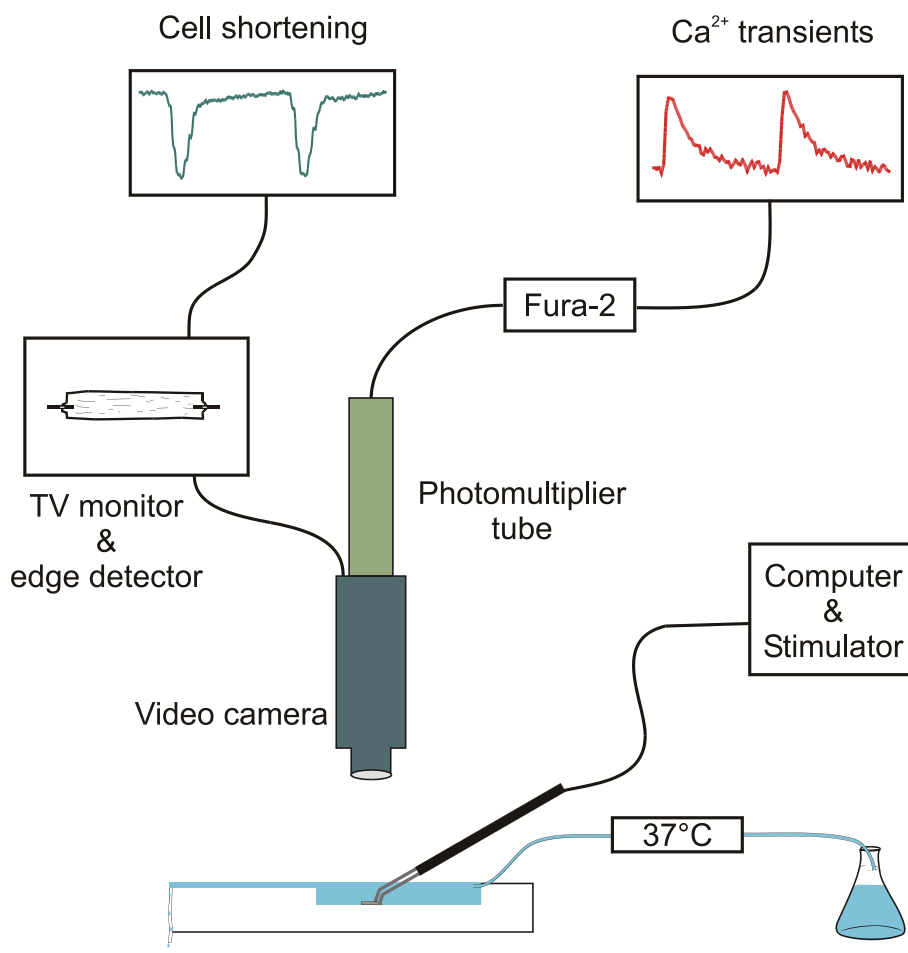 Cell shortening
Ca²⁺ transients
Fura-2
TV monitor
&
edge detector
Photomultiplier
tube
Computer
&
Stimulator
Video camera
37°C